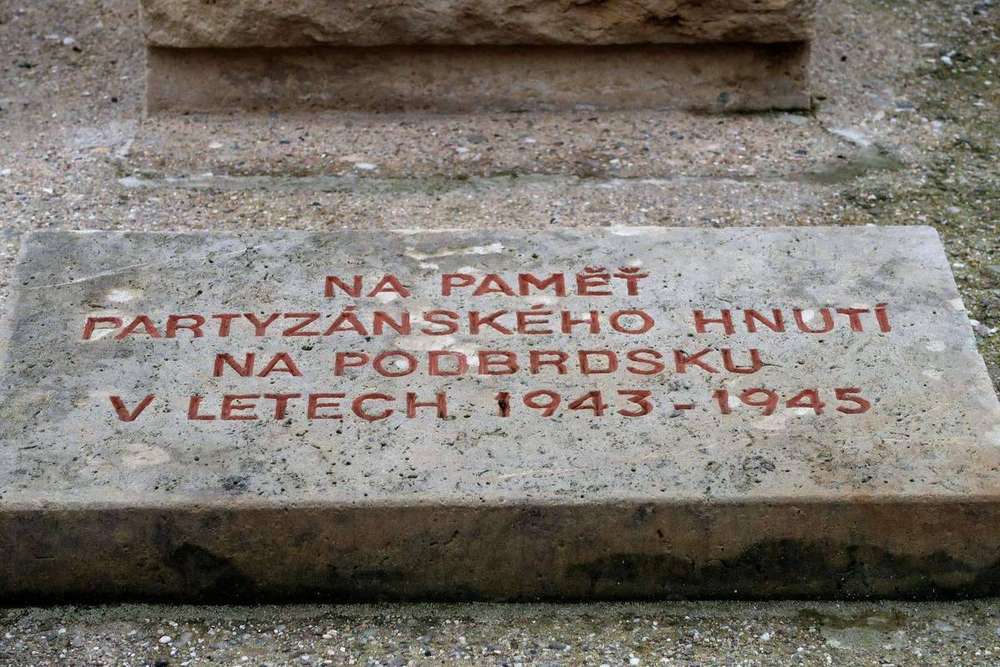 NA PAMĚŤ
PARTYZÁNSKÉHO HNUTÍ
NA PODBRDSKU
V LETECH 1943-1945